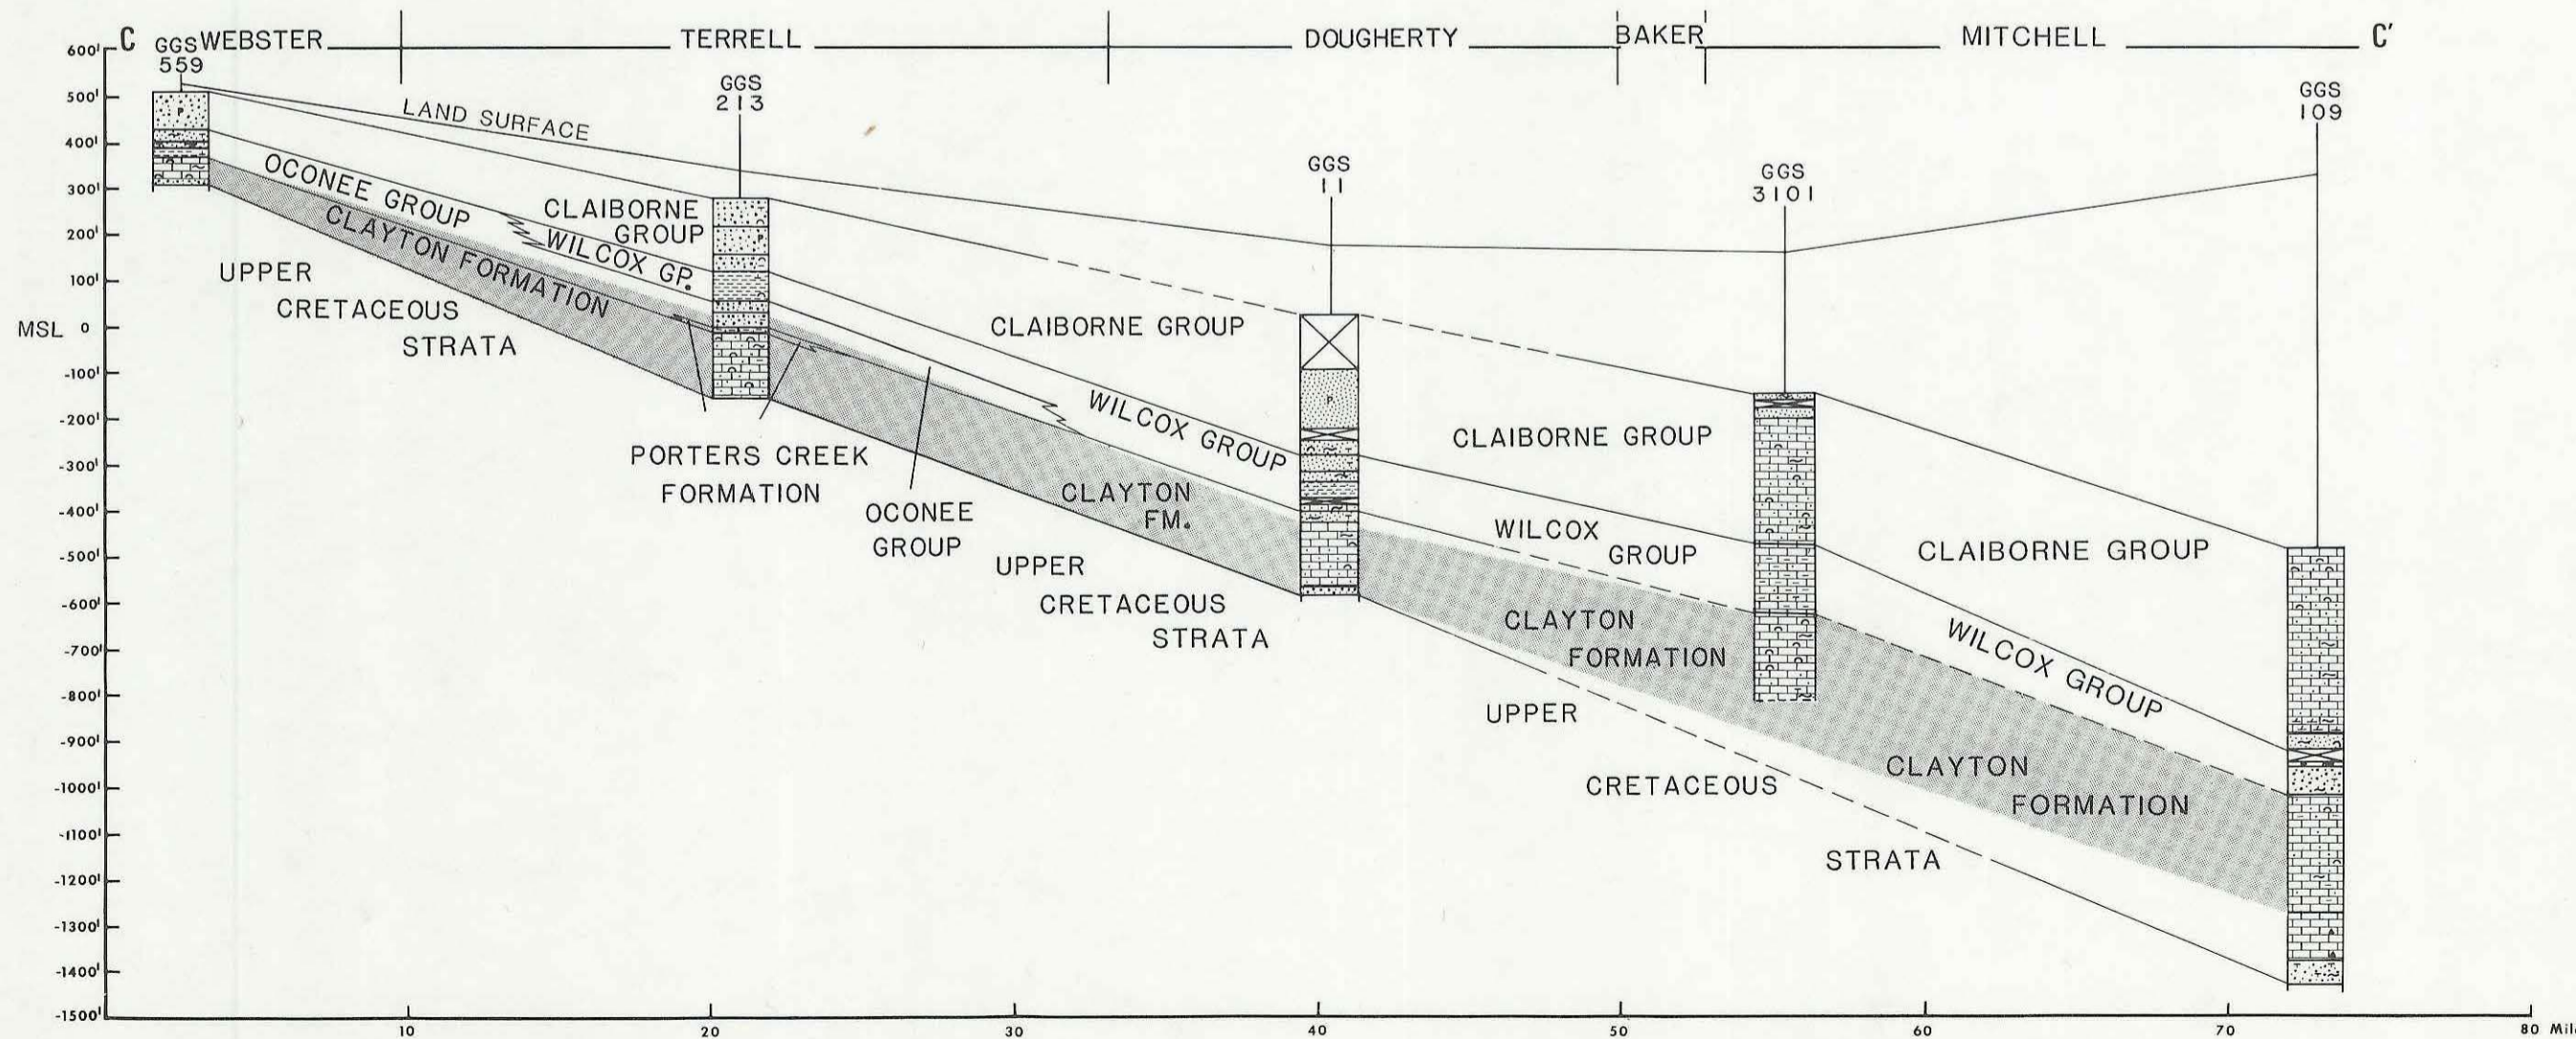 C GGS WEBSTER TERRELL DOUGHERTY BAKER MITCHELL C'
559
GGS
213
GGS
11
GGS
3101
GGS
109
600'
500'
400'
300'
200'
100'
MSL 0
-100'
-200'
-300'
-400'
-500'
-600'
-700'
-800'
-900'
-1000'
-1100'
-1200'
-1300'
-1400'
-1500'
LAND SURFACE
OCONEE GROUP
CLAIBORNE
GROUP
WILCOX GP.
CLAYTON FORMATION
UPPER
CRETACEOUS
STRATA
PORTERS CREEK
FORMATION
OCONEE
GROUP
CLAIBORNE GROUP
WILCOX GROUP
CLAYTON
FM.
UPPER
CRETACEOUS
STRATA
CLAIBORNE GROUP
WILCOX
GROUP
CLAYTON
FORMATION
UPPER
CRETACEOUS
STRATA
CLAIBORNE GROUP
WILCOX GROUP
CLAYTON
FORMATION
P
P
P
10 20 30 40 50 60 70 80 Mil